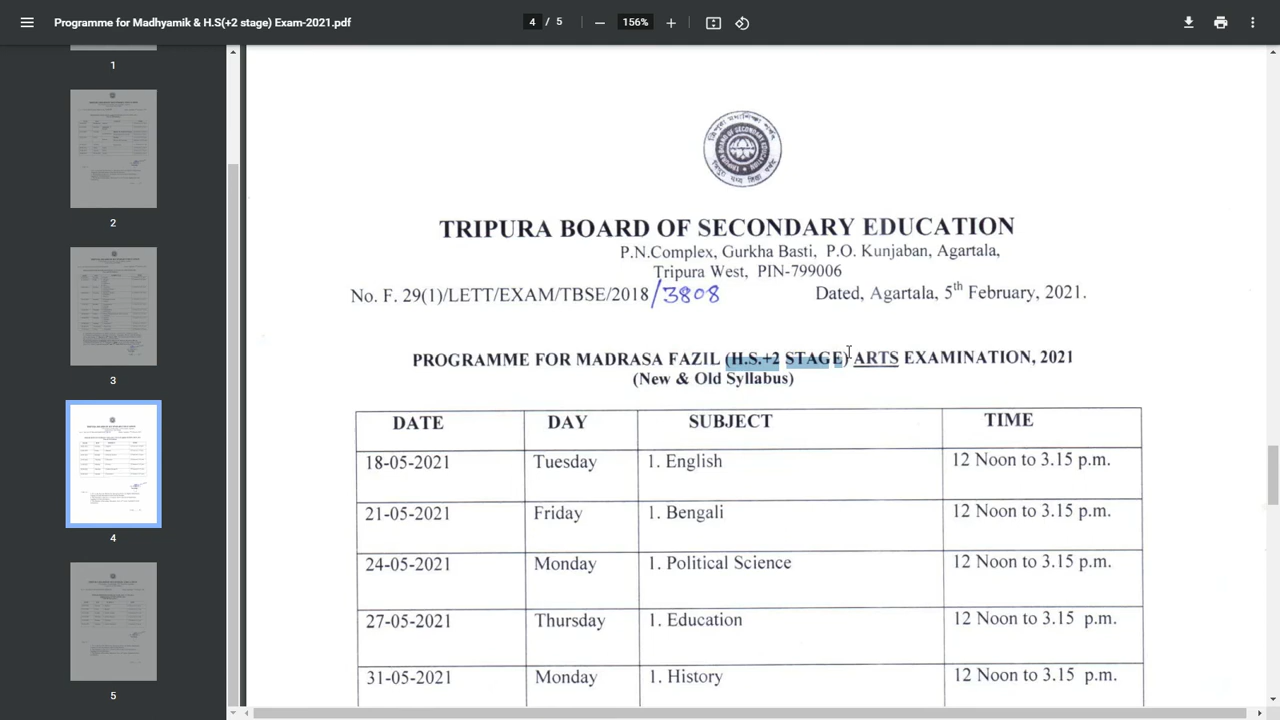 Programme for Madhyamik & H.S(+2 stage) Exam-2021.pdf
4 / 5
156%
1
2
3
4
5
TRIPURA BOARD OF SECONDARY EDUCATION
P.N.Complex, Gurkha Basti, P.O. Kunjaban, Agartala,
Tripura West, PIN-799006
No. F. 29(1)/LETT/EXAM/TBSE/2018/3808 Dated, Agartala, 5th February, 2021.
PROGRAMME FOR MADRASA FAZIL (H.S.+2 STAGE) ARTS EXAMINATION, 2021
(New & Old Syllabus)
DATE DAY SUBJECT TIME
18-05-2021 Tuesday 1. English 12 Noon to 3.15 p.m.
21-05-2021 Friday 1. Bengali 12 Noon to 3.15 p.m.
24-05-2021 Monday 1. Political Science 12 Noon to 3.15 p.m.
27-05-2021 Thursday 1. Education 12 Noon to 3.15 p.m.
31-05-2021 Monday 1. History 12 Noon to 3.15 p.m.